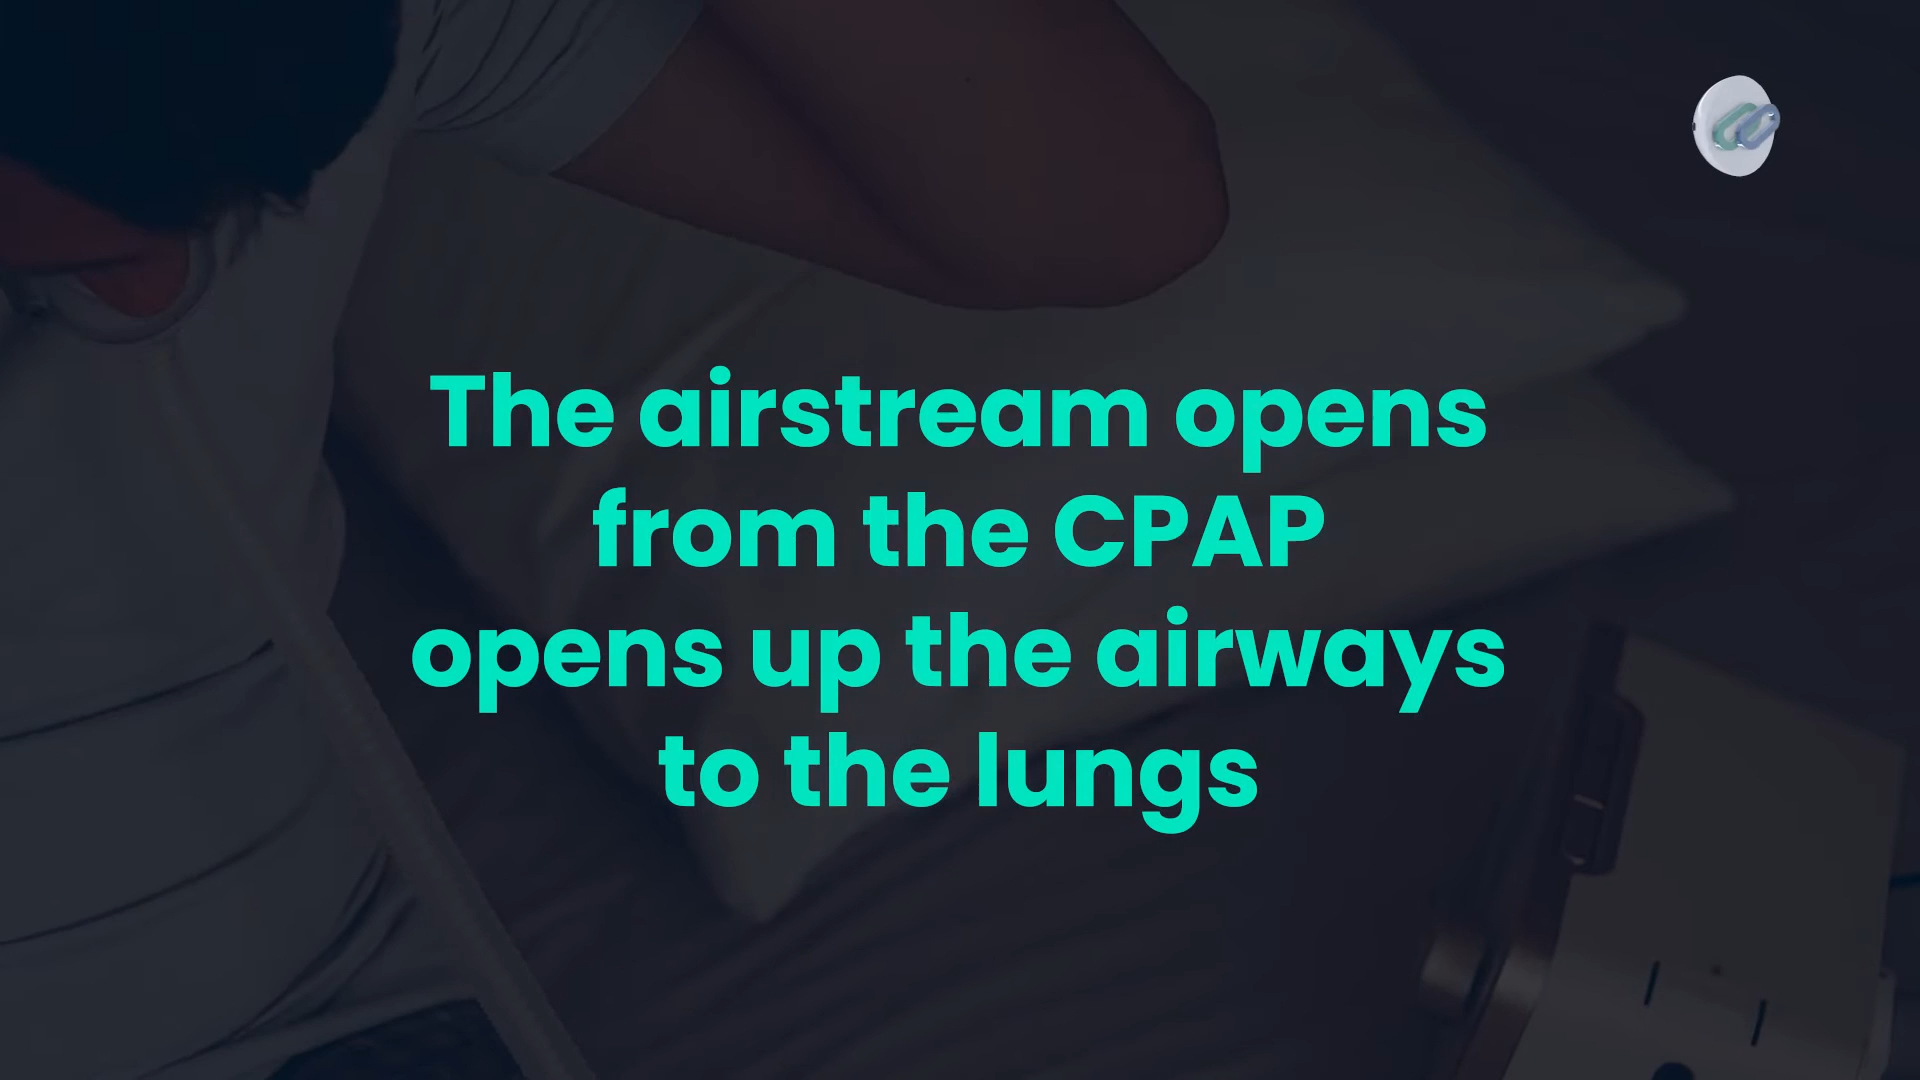 The airstream opens
from the CPAP
opens up the airways
to the lungs